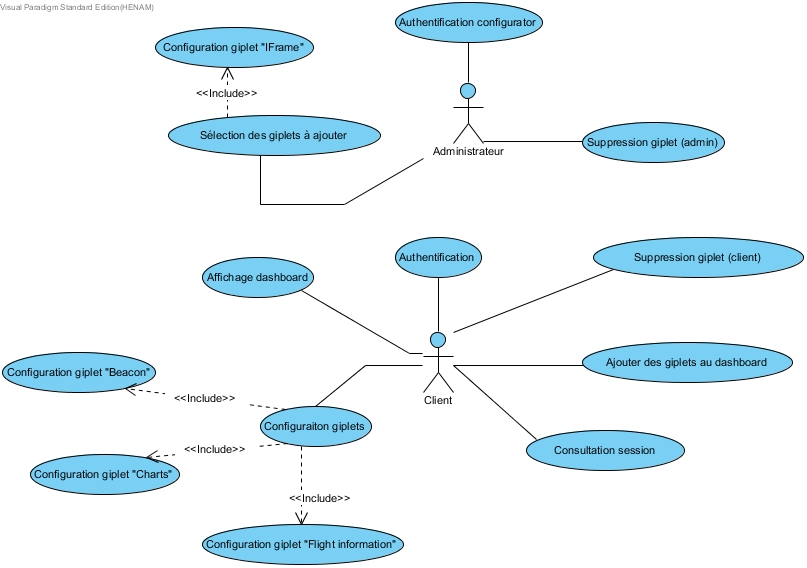 Visual Paradigm Standard Edition(HENAM)
Authentification configurator
Configuration giplet "IFrame"
<<Include>>
Sélection des giplets à ajouter
Suppression giplet (admin)
Administrateur
Authentification
Suppression giplet (client)
Affichage dashboard
Ajouter des giplets au dashboard
Configuration giplet "Beacon"
<<Include>>
Client
Configuraiton giplets
<<Include>>
Consultation session
Configuration giplet "Charts"
<<Include>>
Configuration giplet "Flight information"